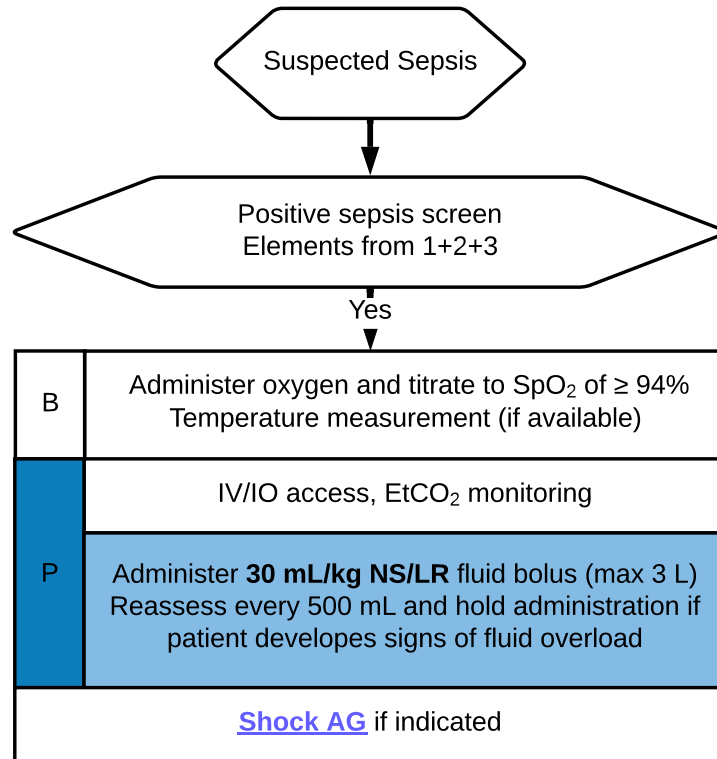 Suspected Sepsis
Positive sepsis screen
Elements from 1+2+3
Yes
B
Administer oxygen and titrate to SpO₂ of ≥ 94%
Temperature measurement (if available)
P
IV/IO access, EtCO₂ monitoring
Administer 30 mL/kg NS/LR fluid bolus (max 3 L)
Reassess every 500 mL and hold administration if
patient developes signs of fluid overload
Shock AG if indicated